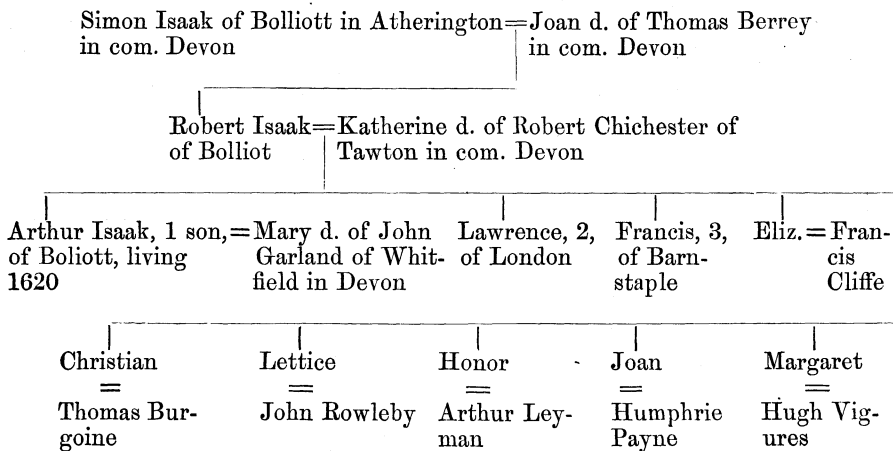 Simon Isaak of Bolliott in Atherington=Joan d. of Thomas Berrey
in com. Devon in com. Devon
Robert Isaak=Katherine d. of Robert Chichester of
of Bolliot Tawton in com. Devon
Arthur Isaak, 1 son,=Mary d. of John Lawrence, 2, Francis, 3, Eliz.=Fran-
of Boliott, living Garland of Whit- of London of Barn- cis
1620 field in Devon staple Cliffe
Christian Lettice Honor Joan Margaret
= = = = =
Thomas Bur- John Rowleby Arthur Ley- Humphrie Hugh Vig-
goine man Payne ures